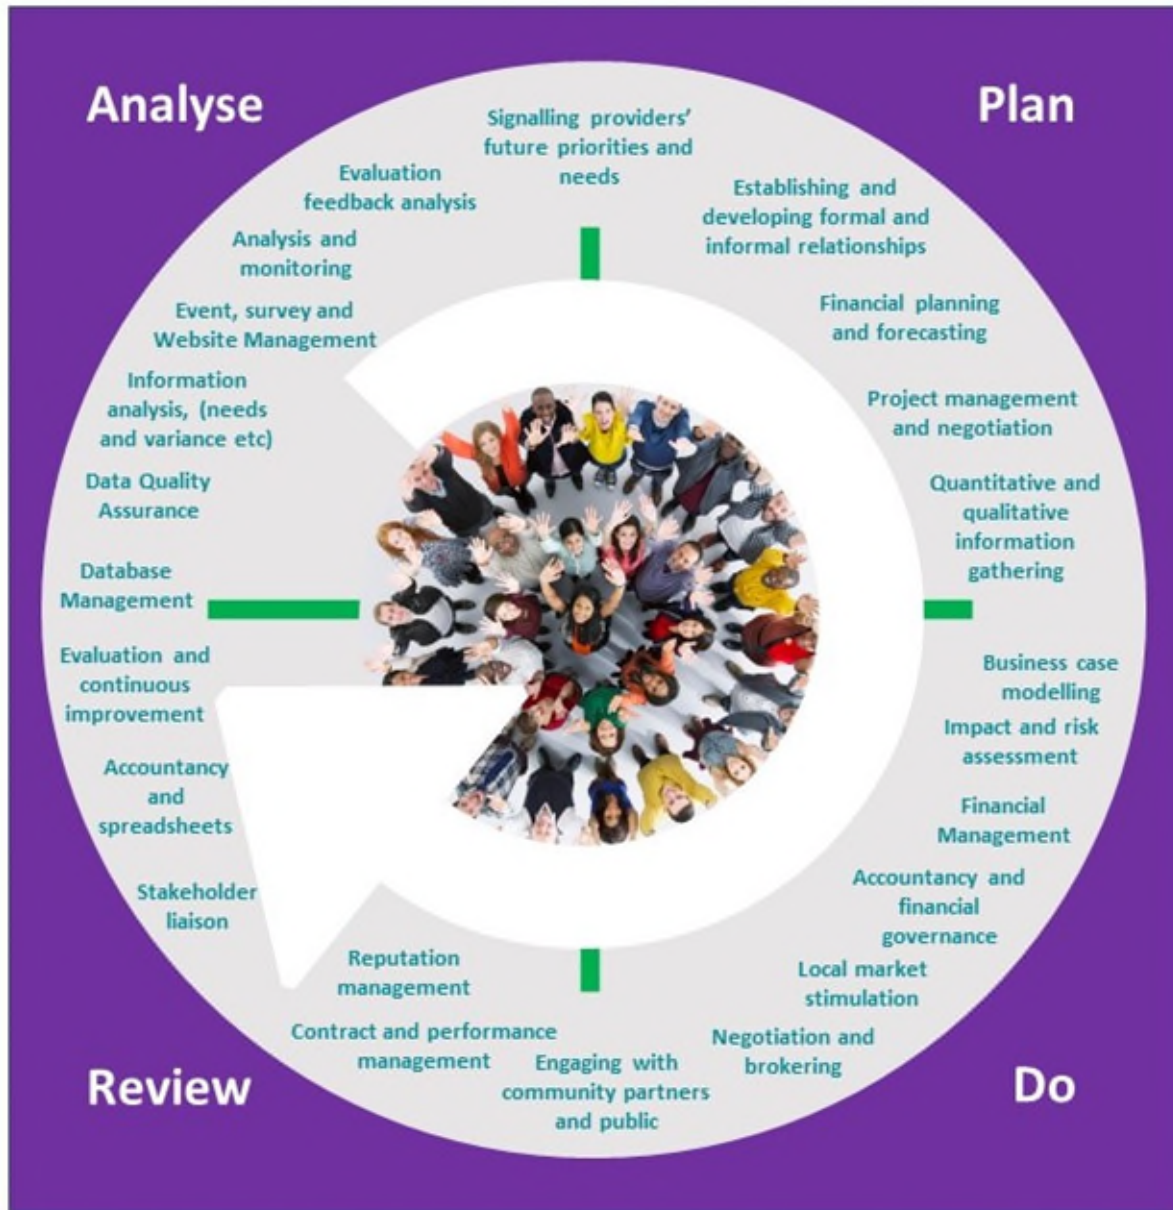 Analyse
Plan
Signalling providers'
future priorities and
needs
Establishing and
developing formal and
informal relationships
Financial planning
and forecasting
Project management
and negotiation
Quantitative and
qualitative
information
gathering
Business case
modelling
Impact and risk
assessment
Financial
Management
Accountancy and
financial
governance
Local market
stimulation
Negotiation and
brokering
Engaging with
community partners
and public
Contract and performance
management
Reputation
management
Stakeholder
liaison
Accountancy
and
spreadsheets
Evaluation and
continuous
improvement
Database
Management
Data Quality
Assurance
Information
analysis, (needs
and variance etc)
Event, survey and
Website Management
Analysis and
monitoring
Evaluation
feedback analysis
Review
Do